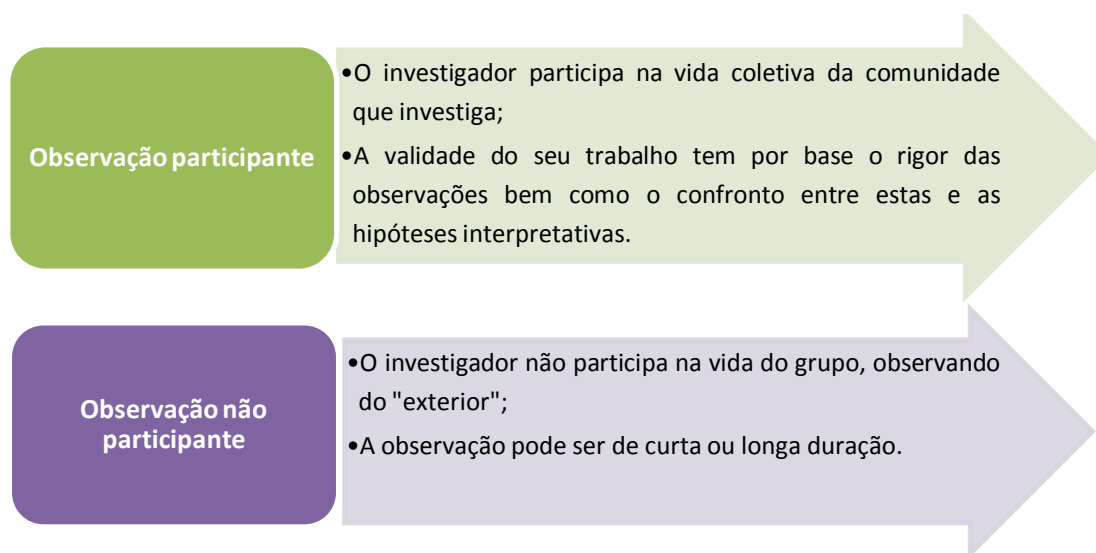 Observação participante
•O investigador participa na vida coletiva da comunidade
que investiga;
•A validade do seu trabalho tem por base o rigor das
observações bem como o confronto entre estas e as
hipóteses interpretativas.
Observação não
participante
•O investigador não participa na vida do grupo, observando
do "exterior";
•A observação pode ser de curta ou longa duração.